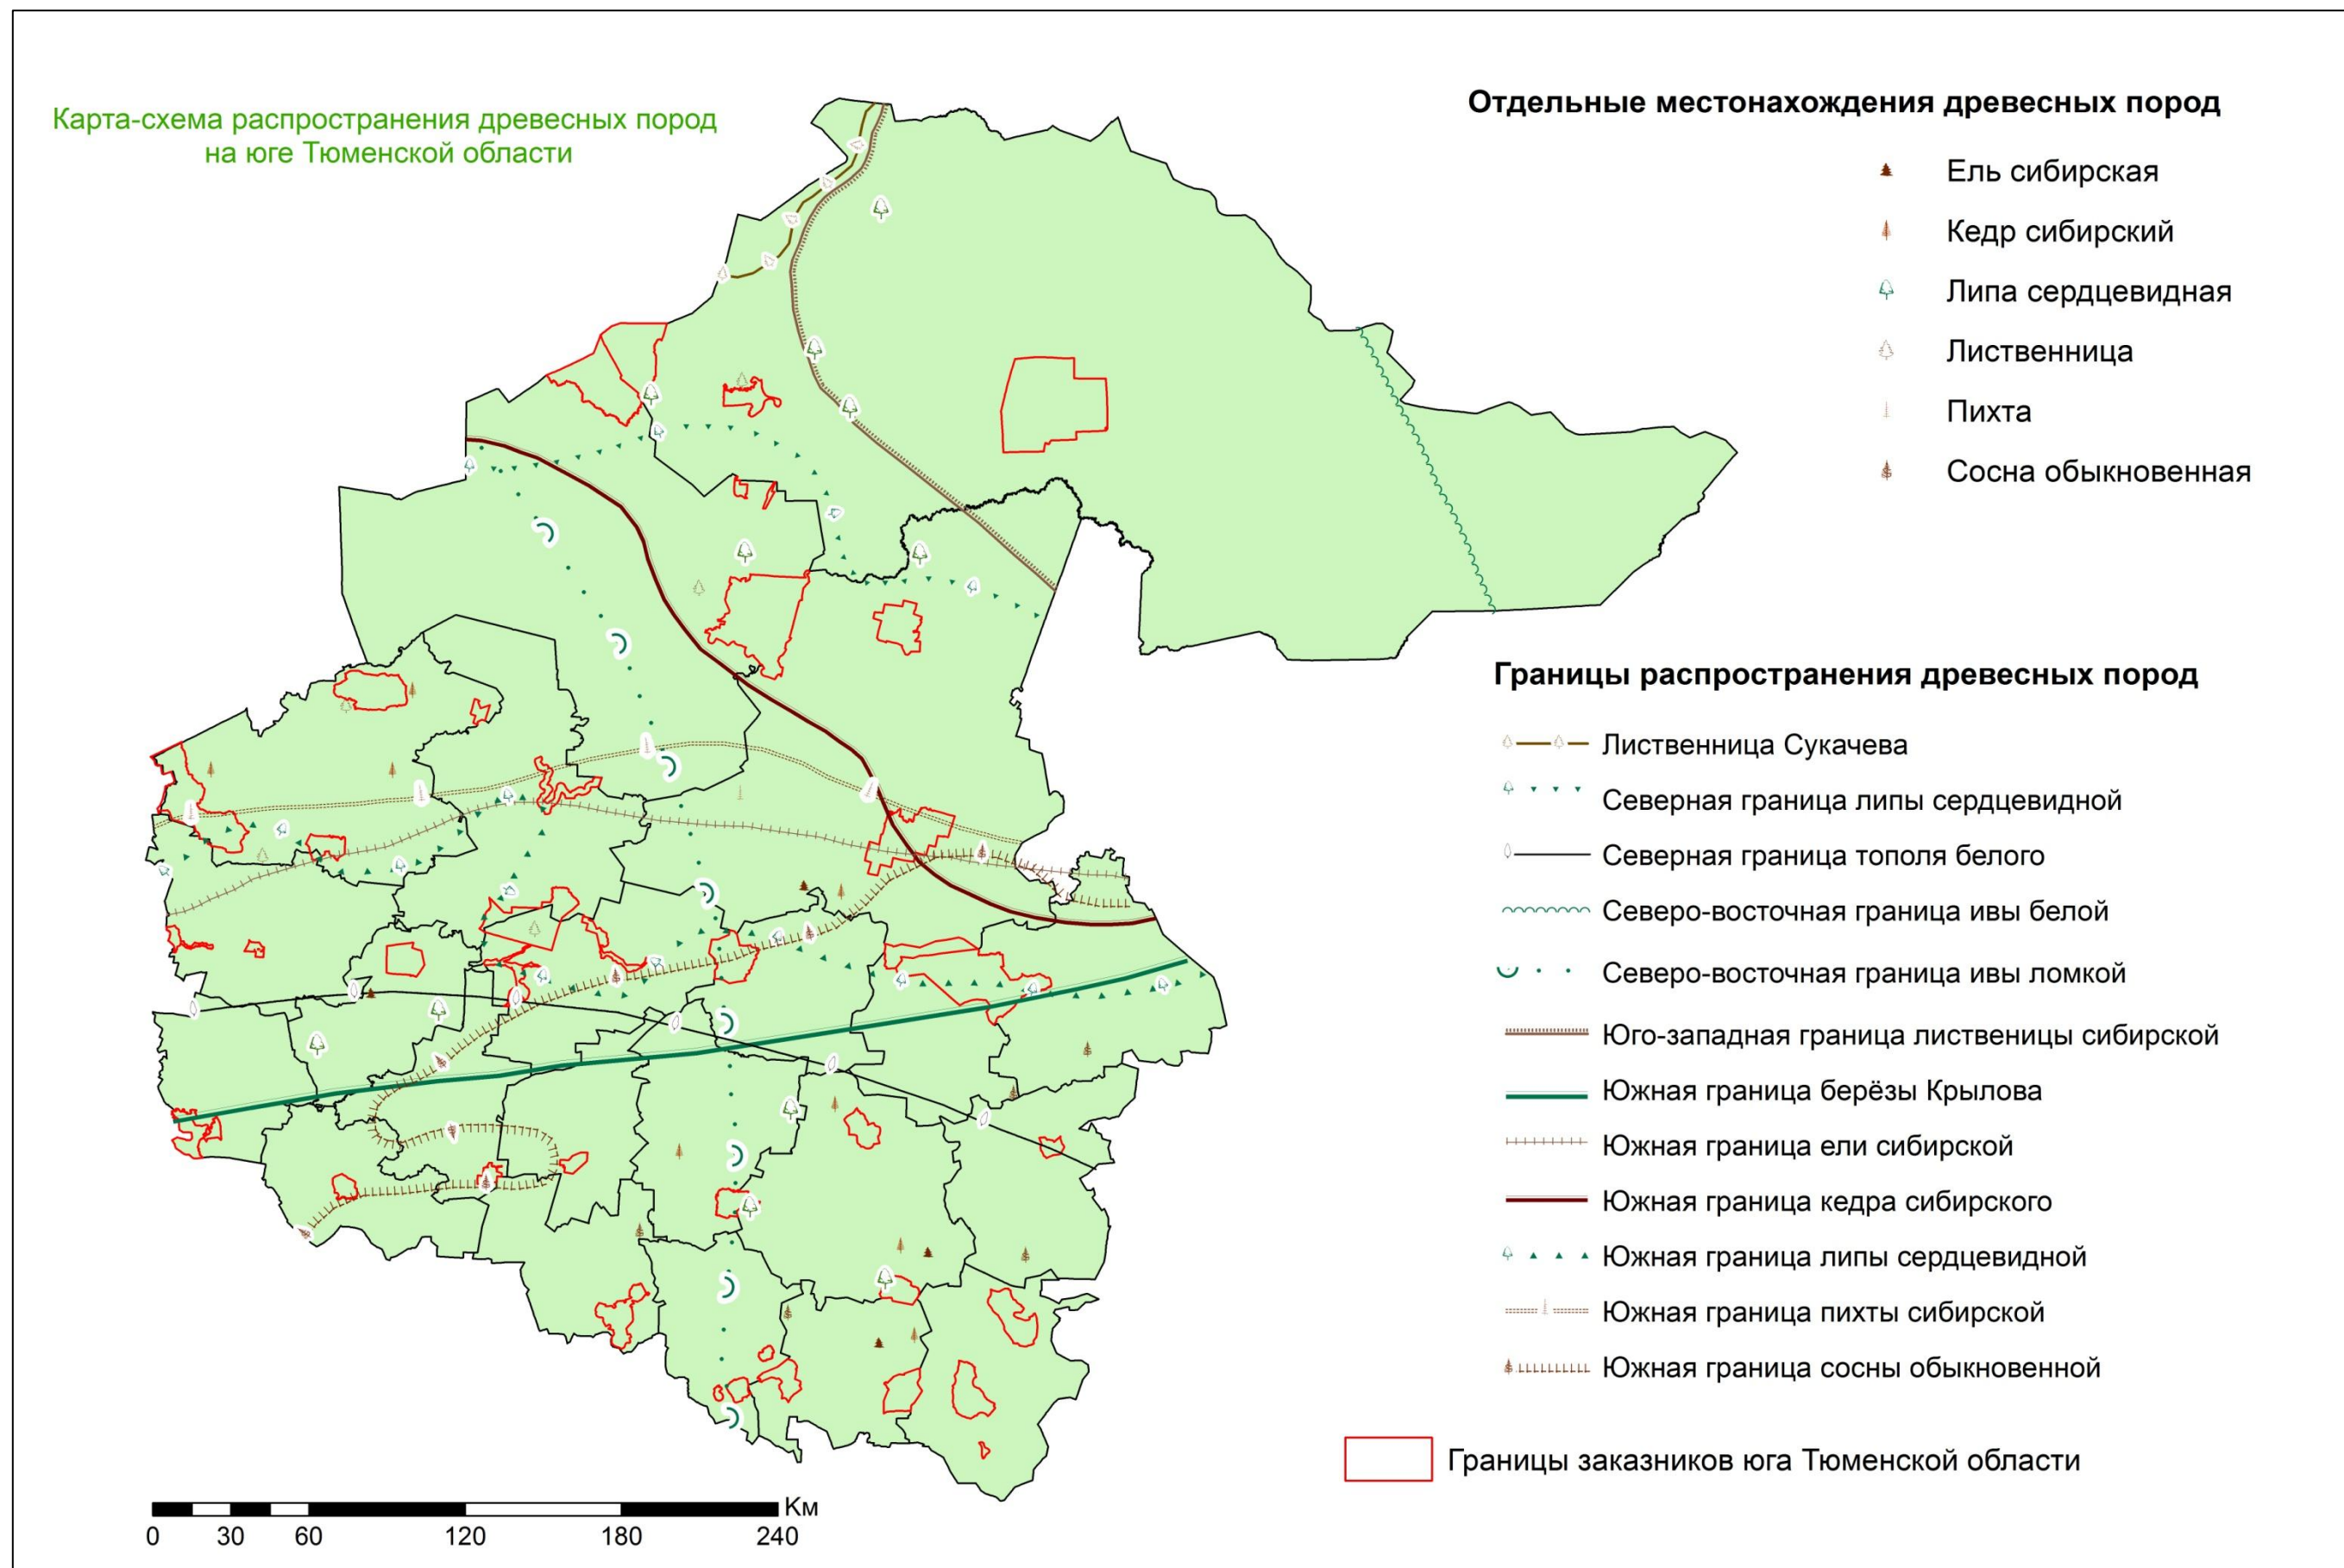 Карта-схема распространения древесных пород
на юге Тюменской области
Отдельные местонахождения древесных пород
Ель сибирская
Кедр сибирский
Липа сердцевидная
Лиственница
Пихта
Сосна обыкновенная
Границы распространения древесных пород
Лиственница Сукачева
Северная граница липы сердцевидной
Северная граница тополя белого
Северо-восточная граница ивы белой
Северо-восточная граница ивы ломкой
Юго-западная граница лиственицы сибирской
Южная граница берёзы Крылова
Южная граница ели сибирской
Южная граница кедра сибирского
Южная граница липы сердцевидной
Южная граница пихты сибирской
Южная граница сосны обыкновенной
Границы заказников юга Тюменской области
Км
0 30 60 120 180 240